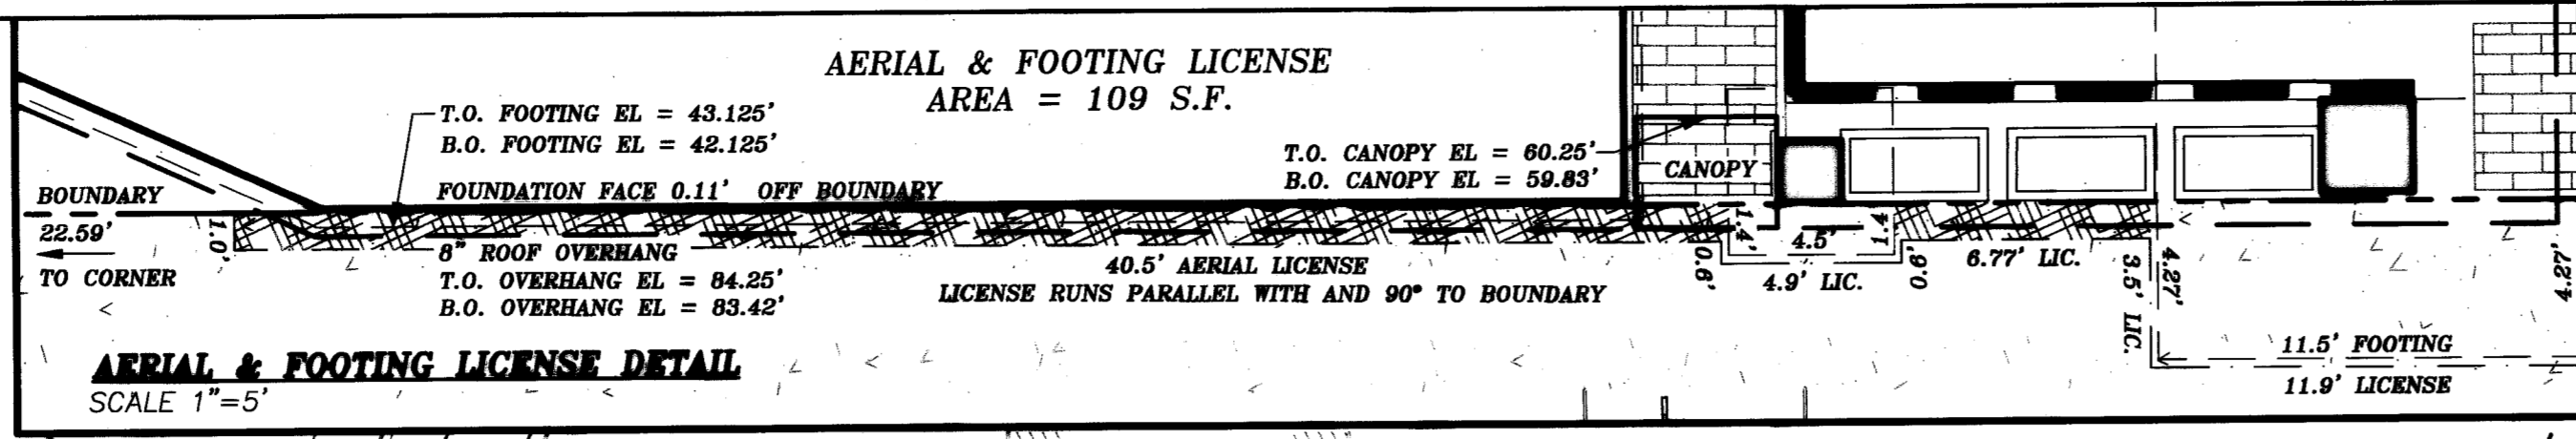 AERIAL & FOOTING LICENSE
AREA = 109 S.F.
T.O. FOOTING EL = 43.125'
B.O. FOOTING EL = 42.125'
T.O. CANOPY EL = 60.25'
B.O. CANOPY EL = 59.83'
CANOPY
BOUNDARY
FOUNDATION FACE 0.11' OFF BOUNDARY
22.59'
TO CORNER
1.0'
8" ROOF OVERHANG
T.O. OVERHANG EL = 84.25'
B.O. OVERHANG EL = 83.42'
40.5' AERIAL LICENSE
LICENSE RUNS PARALLEL WITH AND 90° TO BOUNDARY
0.6'
1.4'
4.5'
1.4
4.9' LIC.
0.9'
6.77' LIC.
3.5' LIC.
4.27'
4.27'
11.5' FOOTING
11.9' LICENSE
AERIAL & FOOTING LICENSE DETAIL
SCALE 1"=5'